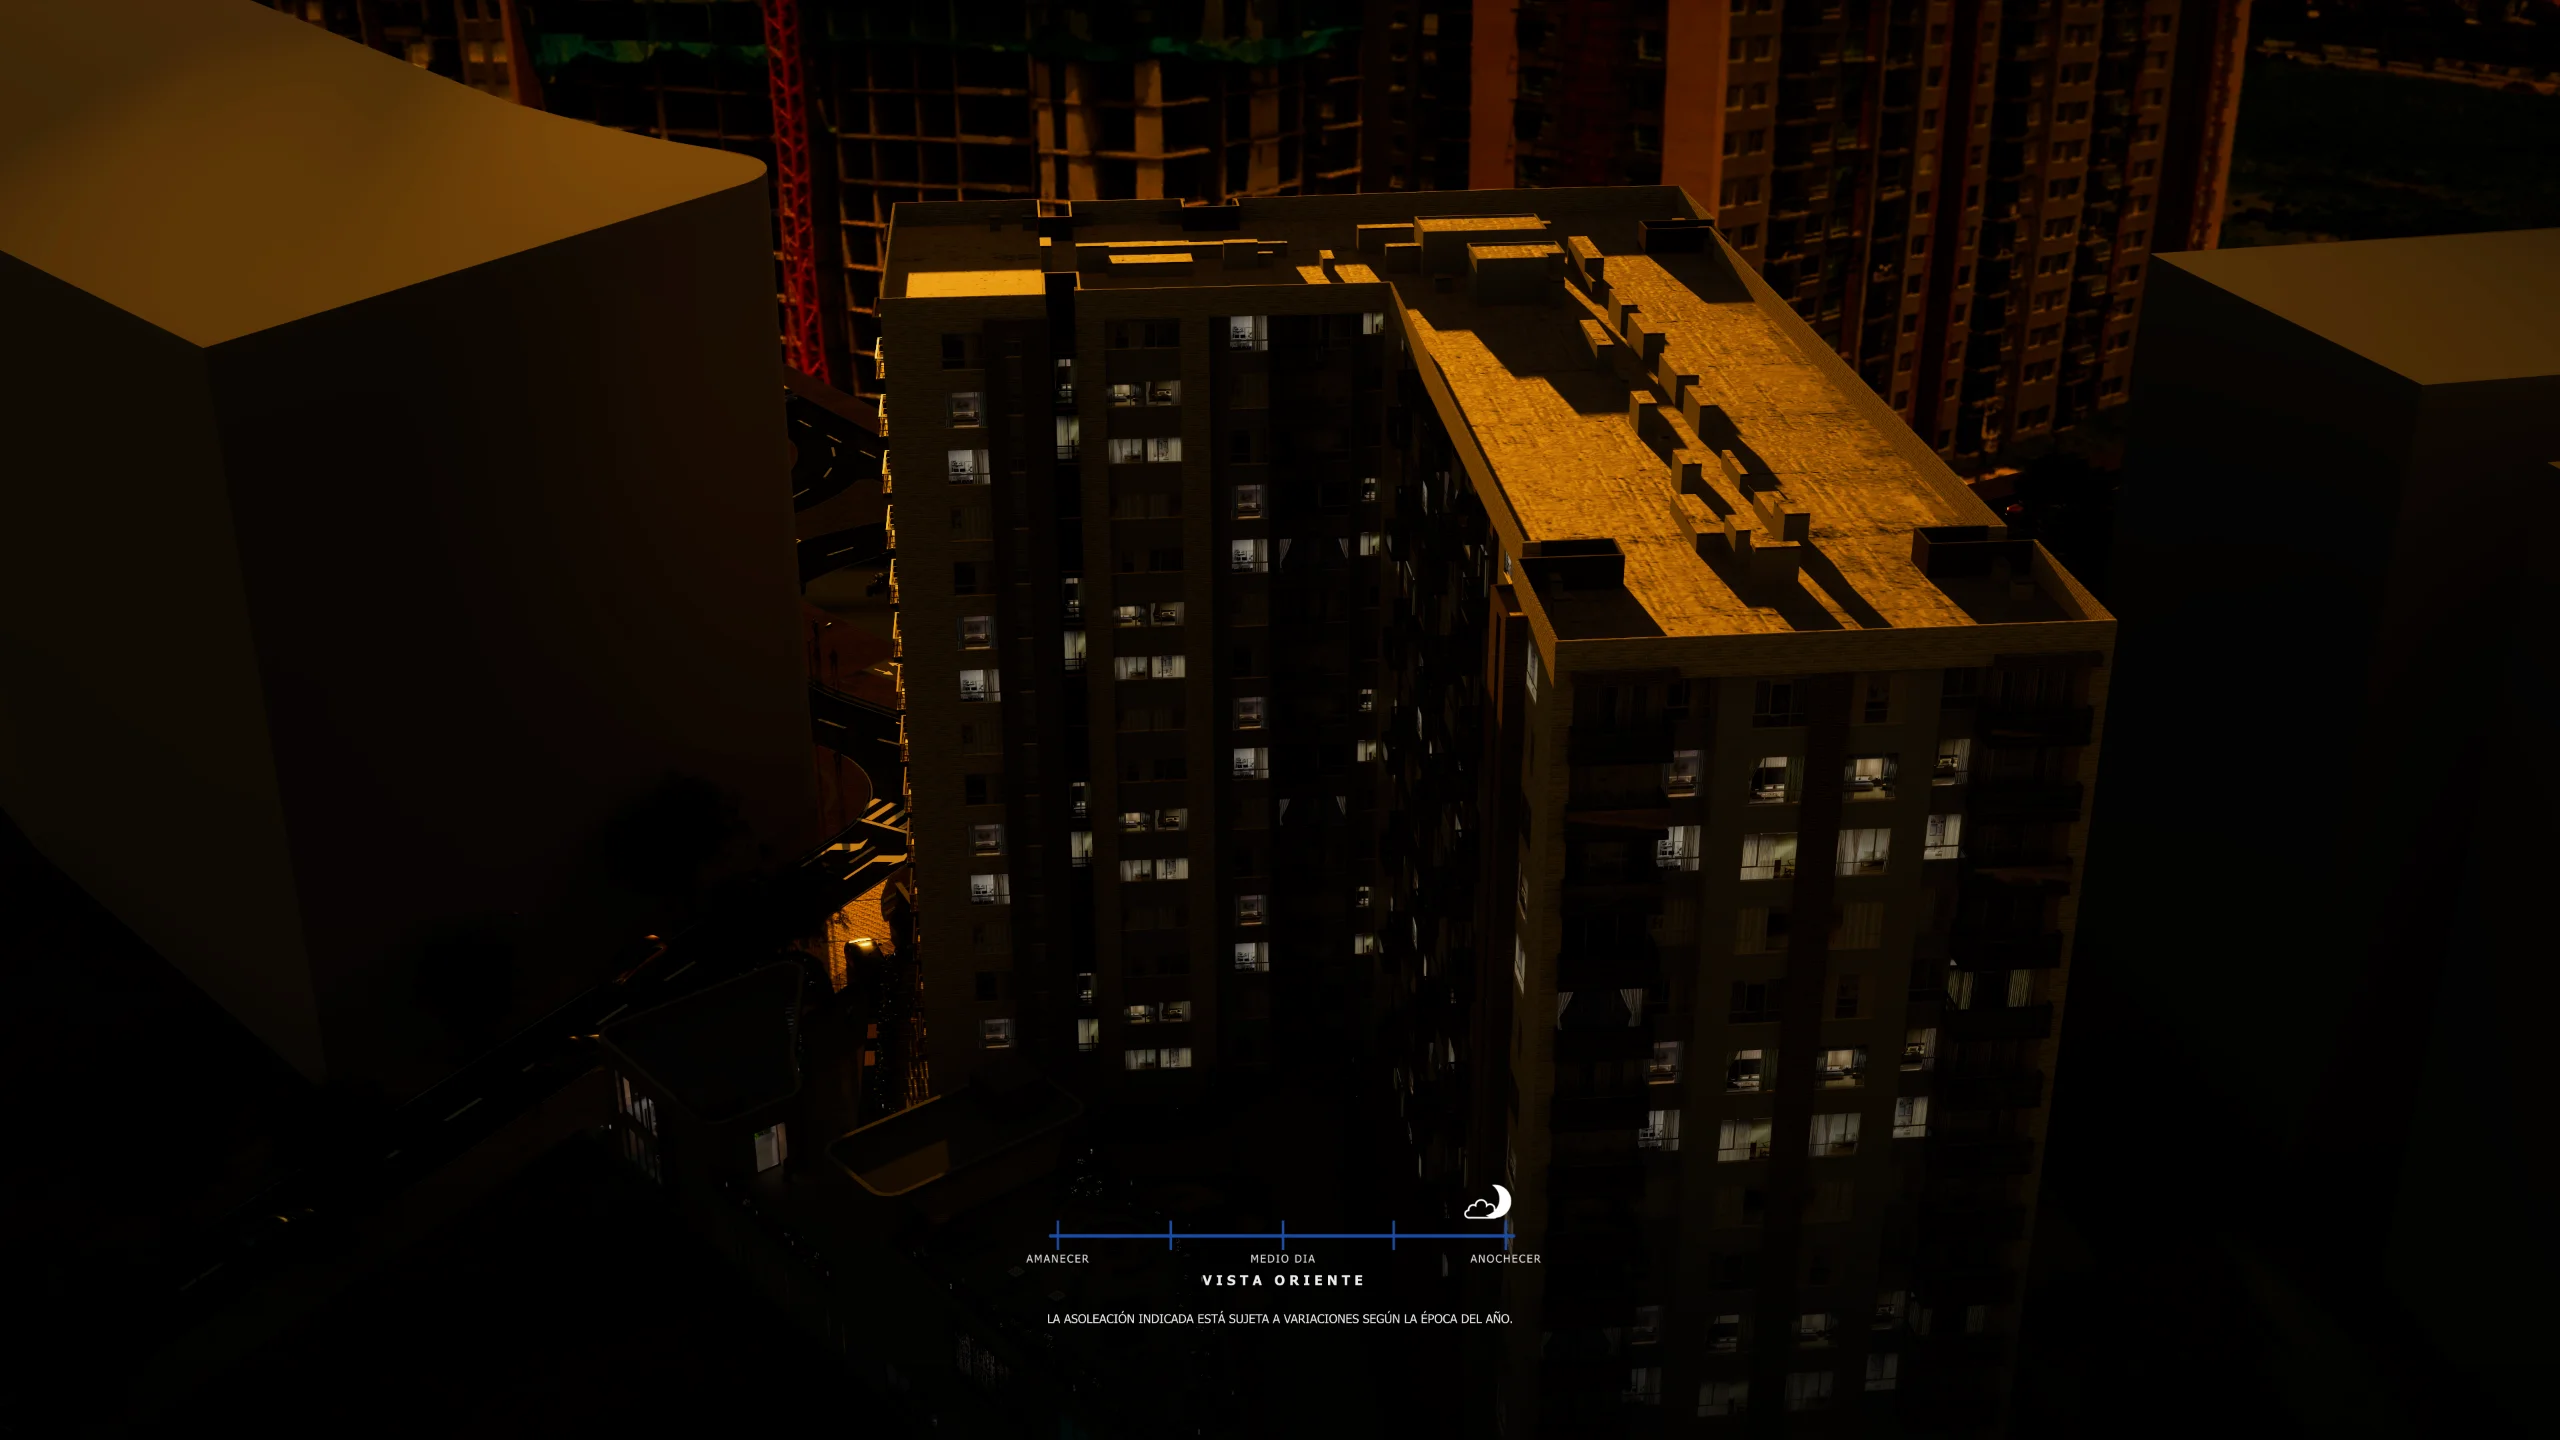 AMANECER MEDIO DIA ANOCHECER
VISTA ORIENTE
LA ASOLEACIÓN INDICADA ESTÁ SUJETA A VARIACIONES SEGÚN LA ÉPOCA DEL AÑO.